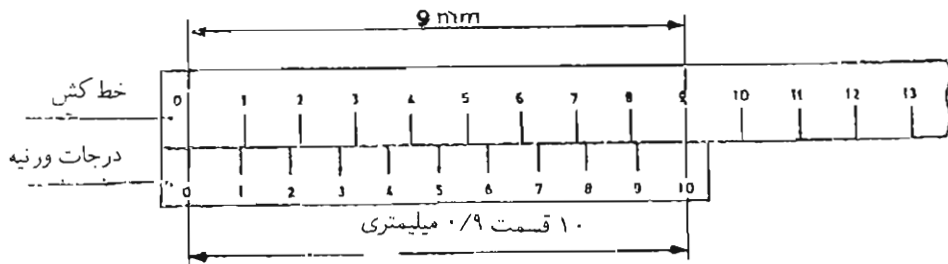 9 mm
خط کش
0 1 2 3 4 5 6 7 8 9 10 11 12 13
درجات ورنیه
0 1 2 3 4 5 6 7 8 9 10
۱۰ قسمت ۰/۹ میلیمتری